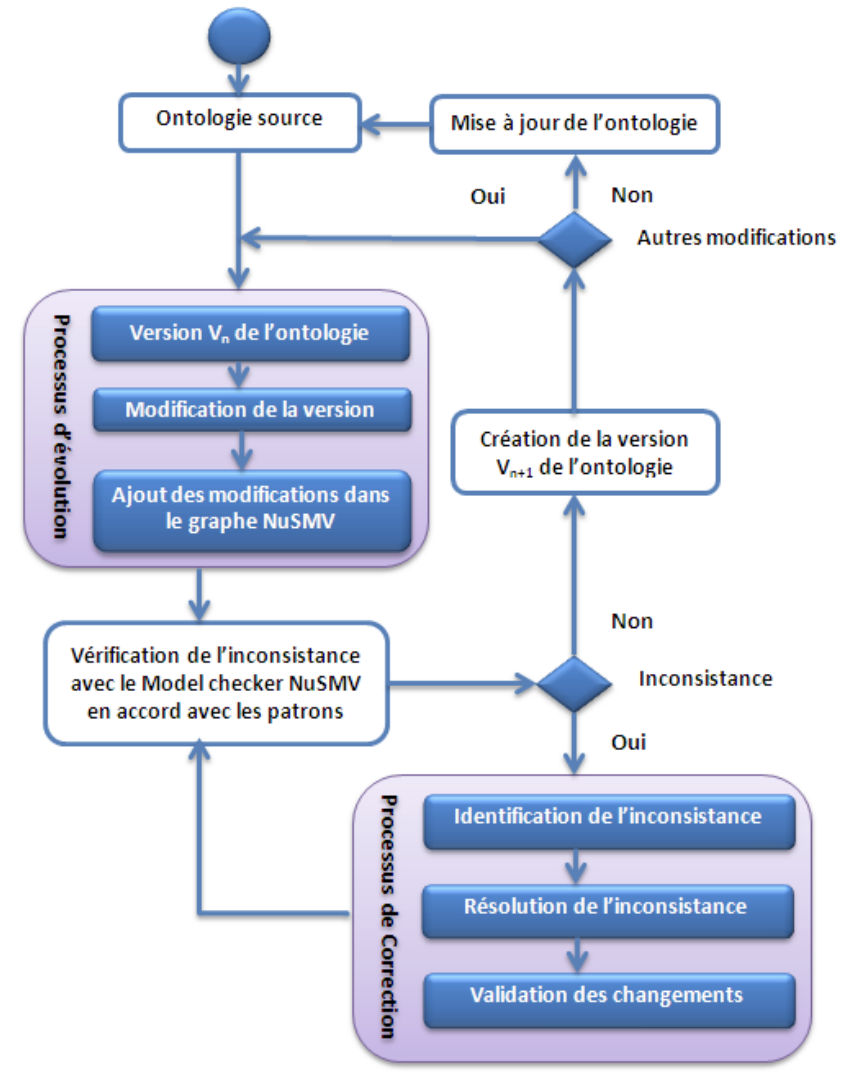 Ontologie source
Mise à jour de l'ontologie
Oui
Non
Autres modifications
Processus d'évolution
Version Vn de l'ontologie
Modification de la version
Ajout des modifications dans
le graphe NuSMV
Création de la version
Vn+1 de l'ontologie
Vérification de l'inconsistance
avec le Model checker NuSMV
en accord avec les patrons
Non
Inconsistance
Oui
Processus de Correction
Identification de l'inconsistance
Résolution de l'inconsistance
Validation des changements